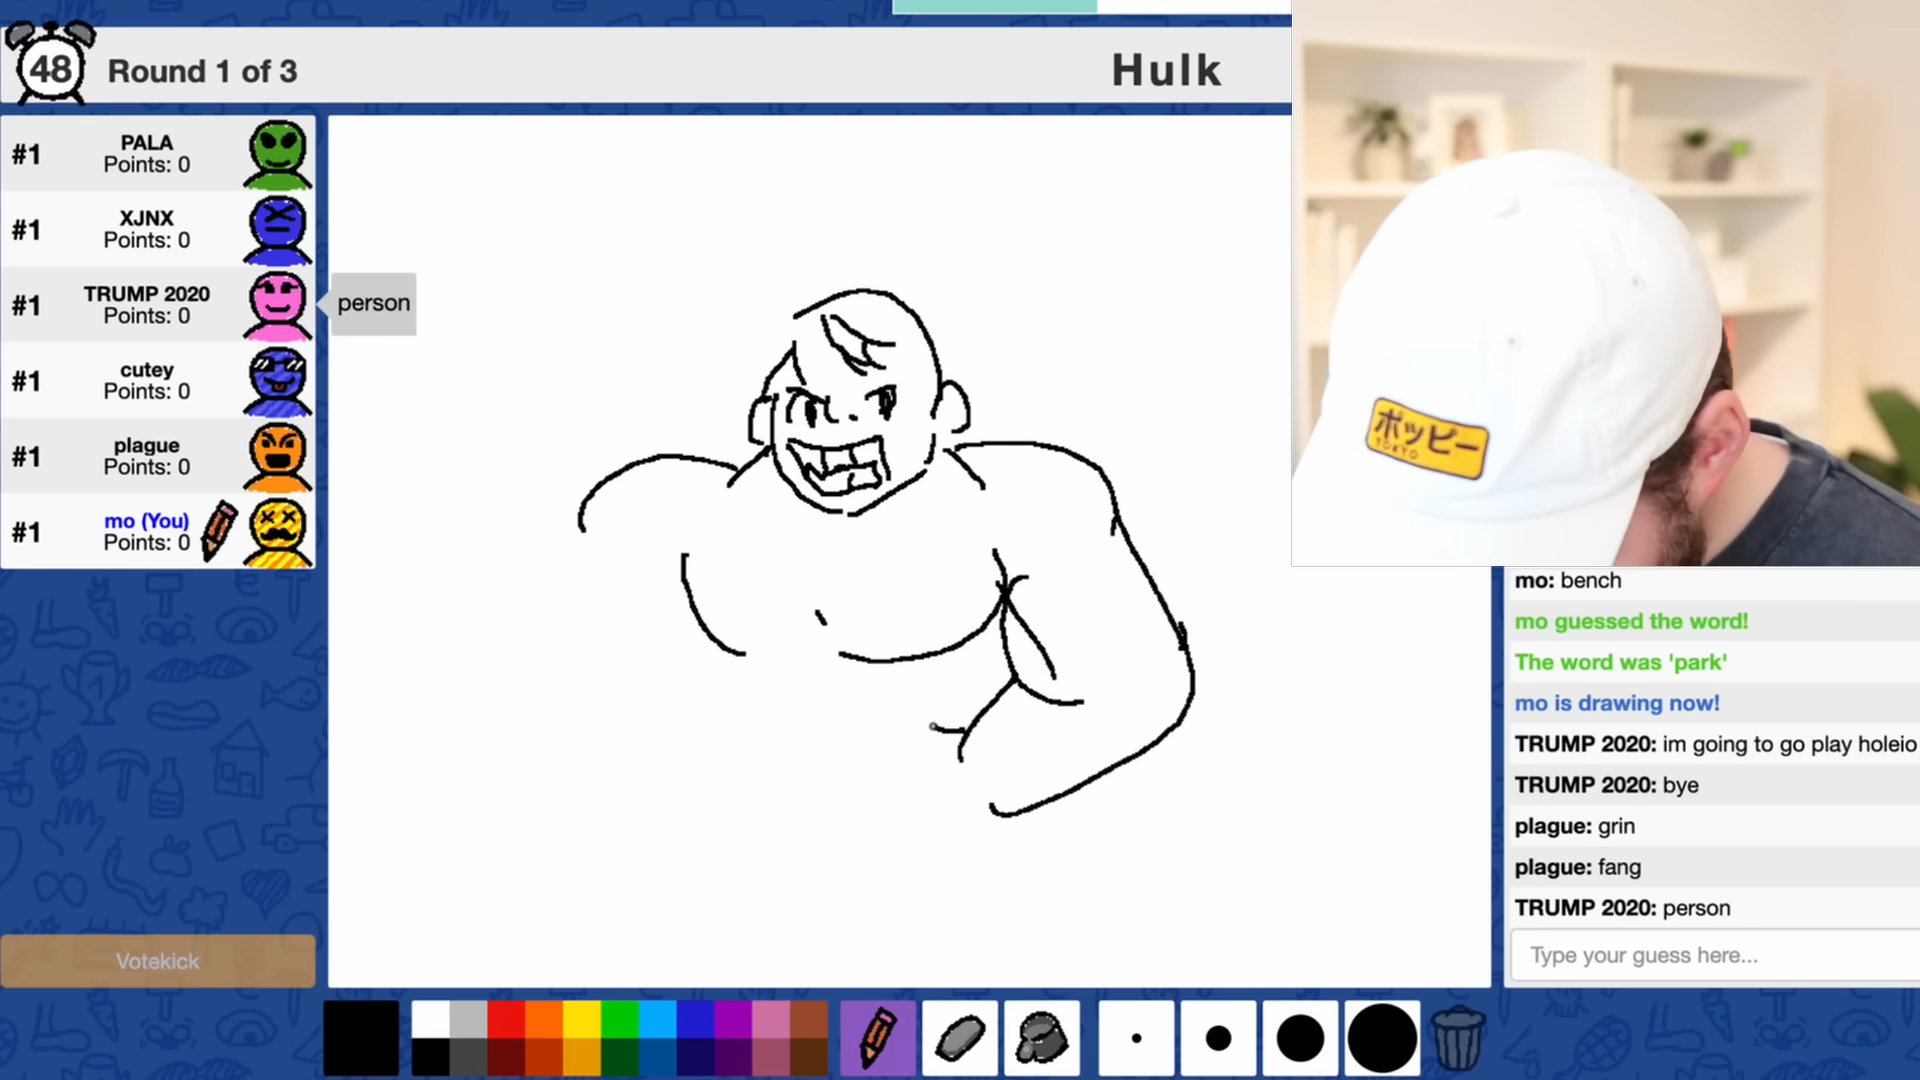 48
Round 1 of 3
Hulk
#1
PALA
Points: 0
#1
XJNX
Points: 0
#1
TRUMP 2020
Points: 0
person
#1
cutey
Points: 0
#1
plague
Points: 0
#1
mo (You)
Points: 0
Votekick
ポッピー
TOKYO
mo: bench
mo guessed the word!
The word was 'park'
mo is drawing now!
TRUMP 2020: im going to go play holeio
TRUMP 2020: bye
plague: grin
plague: fang
TRUMP 2020: person
Type your guess here...